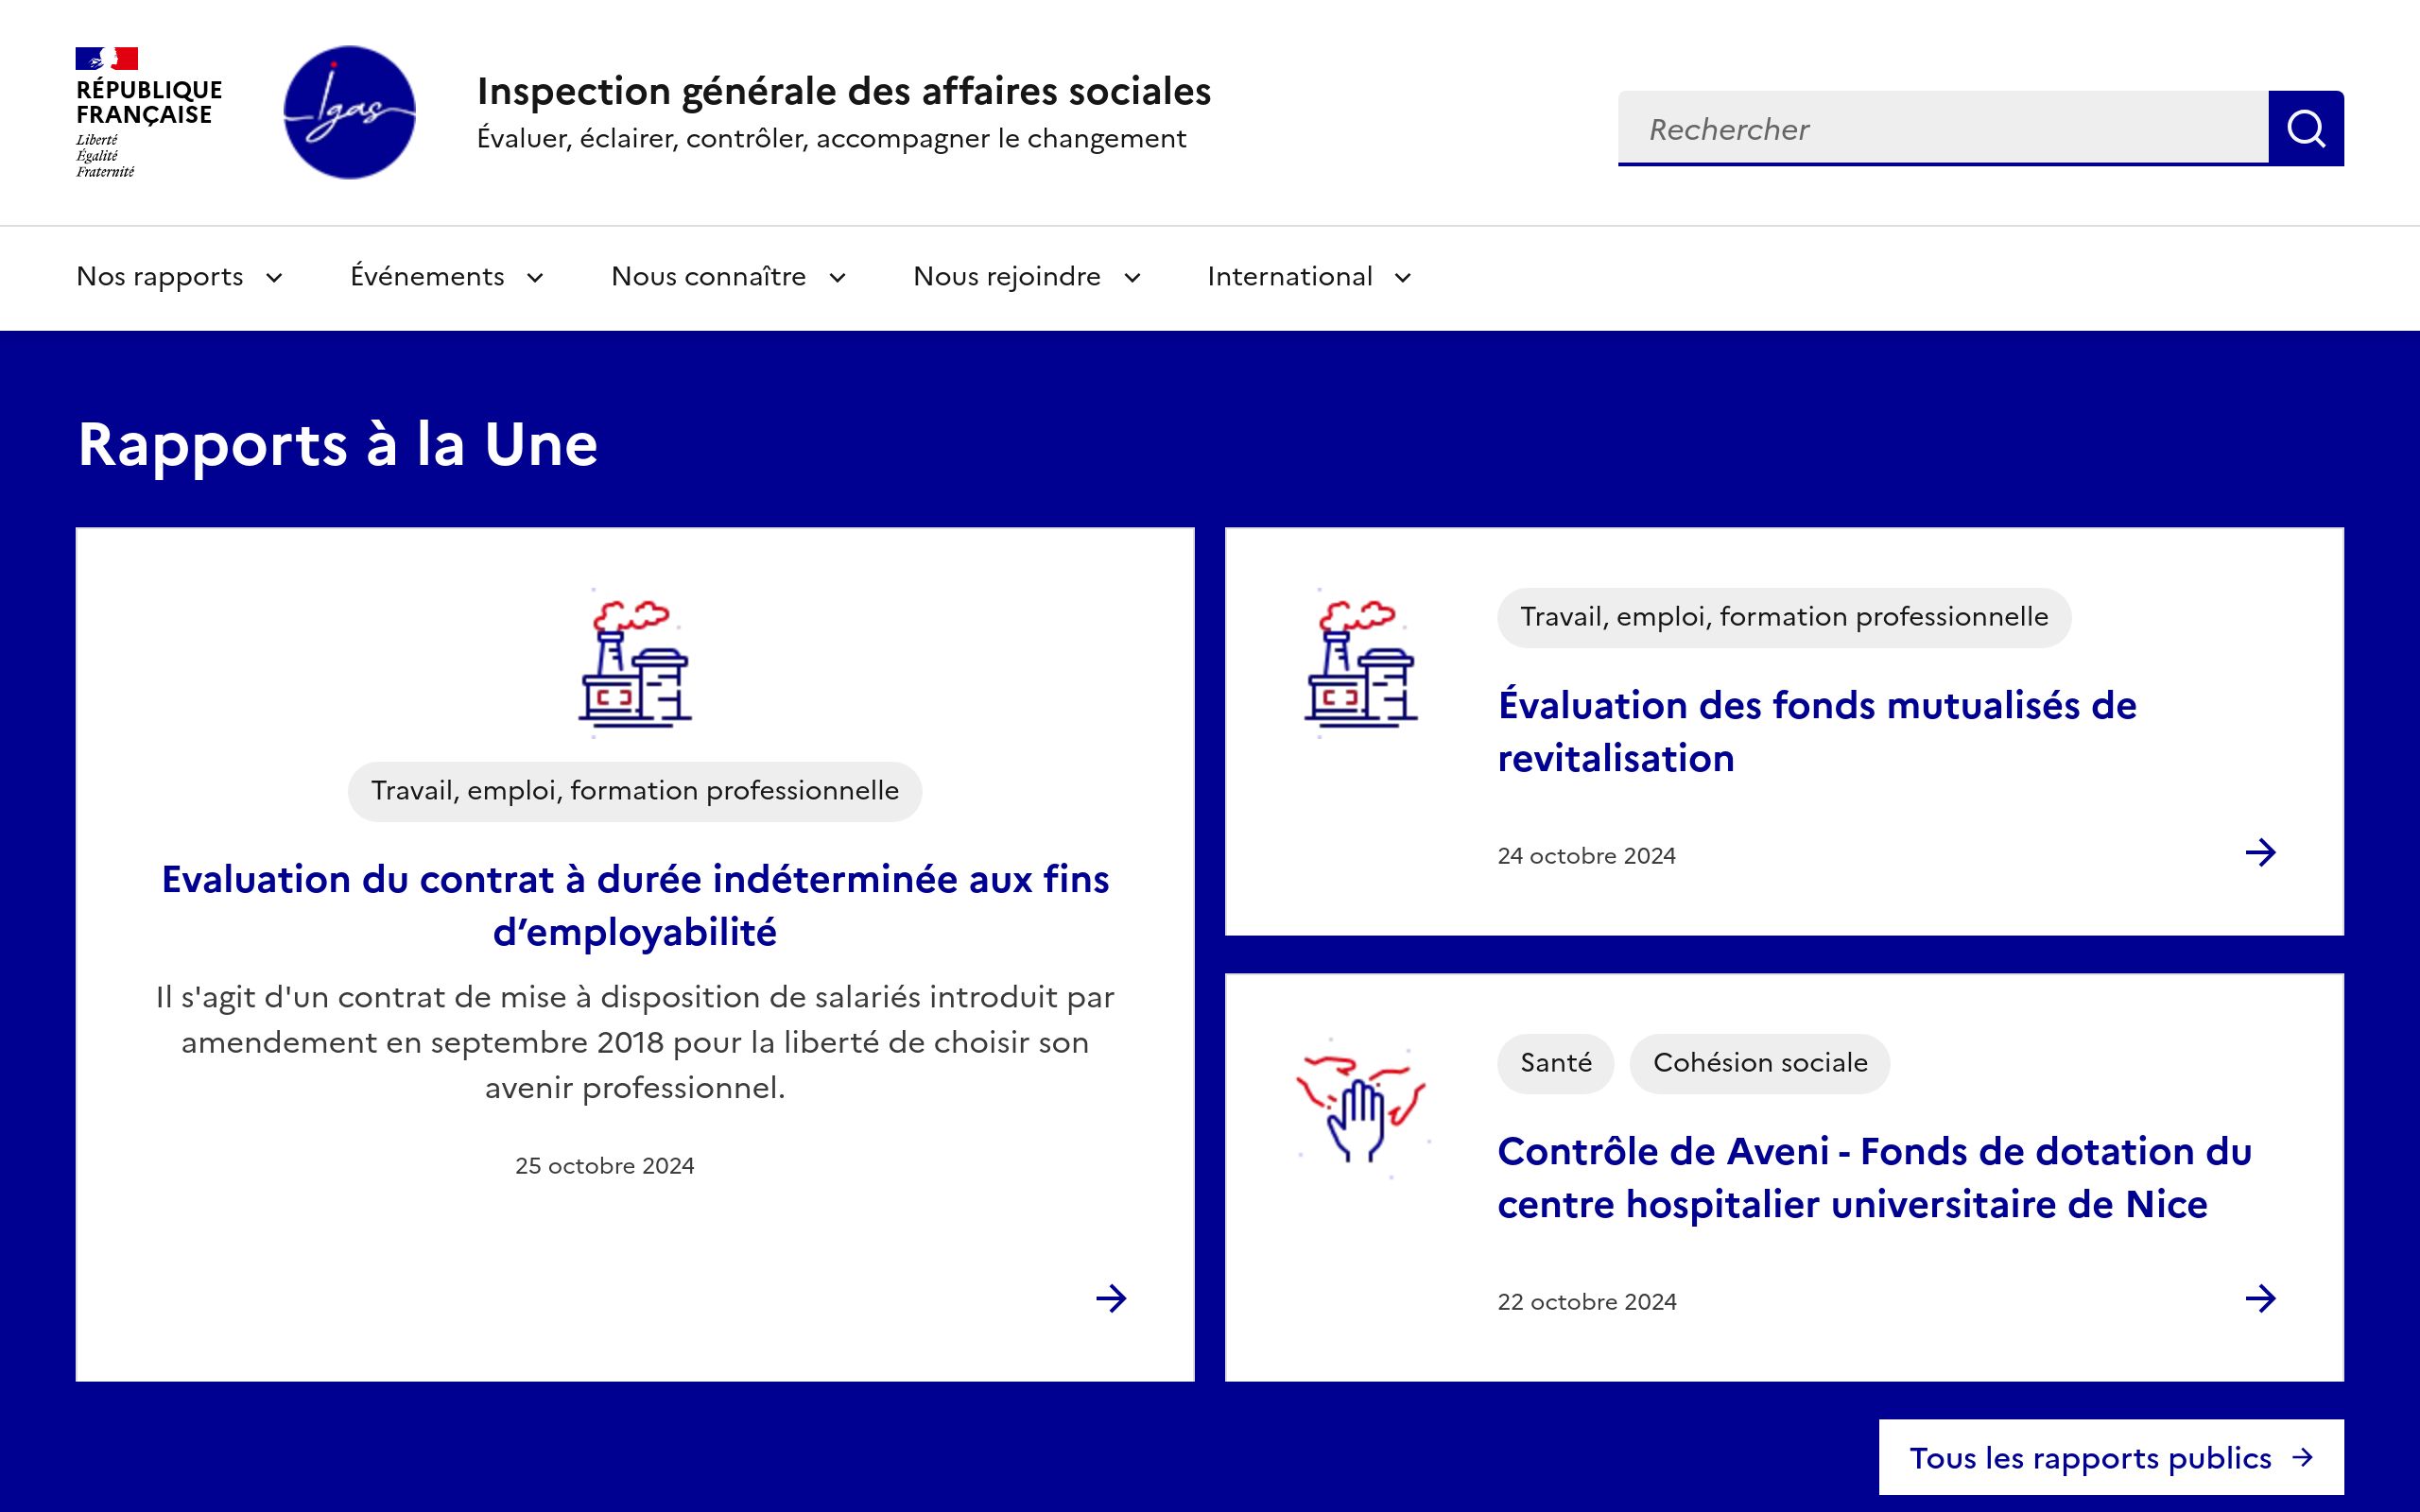 RÉPUBLIQUE
FRANÇAISE
Liberté
Égalité
Fraternité
Igas
Inspection générale des affaires sociales
Évaluer, éclairer, contrôler, accompagner le changement
Rechercher
Nos rapports
Événements
Nous connaître
Nous rejoindre
International
Rapports à la Une
Travail, emploi, formation professionnelle
Evaluation du contrat à durée indéterminée aux fins
d’employabilité
Il s'agit d'un contrat de mise à disposition de salariés introduit par
amendement en septembre 2018 pour la liberté de choisir son
avenir professionnel.
25 octobre 2024
Travail, emploi, formation professionnelle
Évaluation des fonds mutualisés de
revitalisation
24 octobre 2024
Santé
Cohésion sociale
Contrôle de Aveni - Fonds de dotation du
centre hospitalier universitaire de Nice
22 octobre 2024
Tous les rapports publics